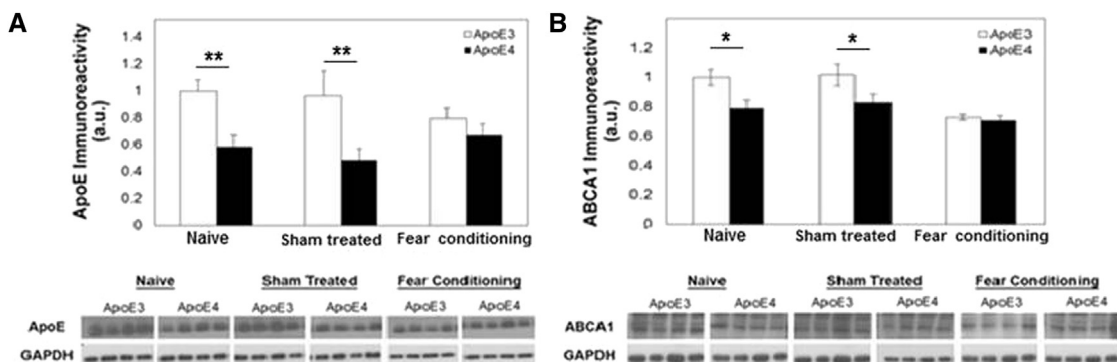 A
ApoE Immunoreactivity
(a.u.)
1.4
1.2
1
0.8
0.6
0.4
0.2
0
ApoE3
ApoE4
**
**
Naive
Sham treated
Fear conditioning
Naive
Sham Treated
Fear Conditioning
ApoE3
ApoE4
ApoE3
ApoE4
ApoE3
ApoE4
ApoE
GAPDH
B
ABCA1 Immunoreactivity
(a.u.)
1.2
1
0.8
0.6
0.4
0.2
0
ApoE3
ApoE4
*
*
Naive
Sham treated
Fear conditioning
Naive
Sham Treated
Fear Conditioning
ApoE3
ApoE4
ApoE3
ApoE4
ApoE3
ApoE4
ABCA1
GAPDH